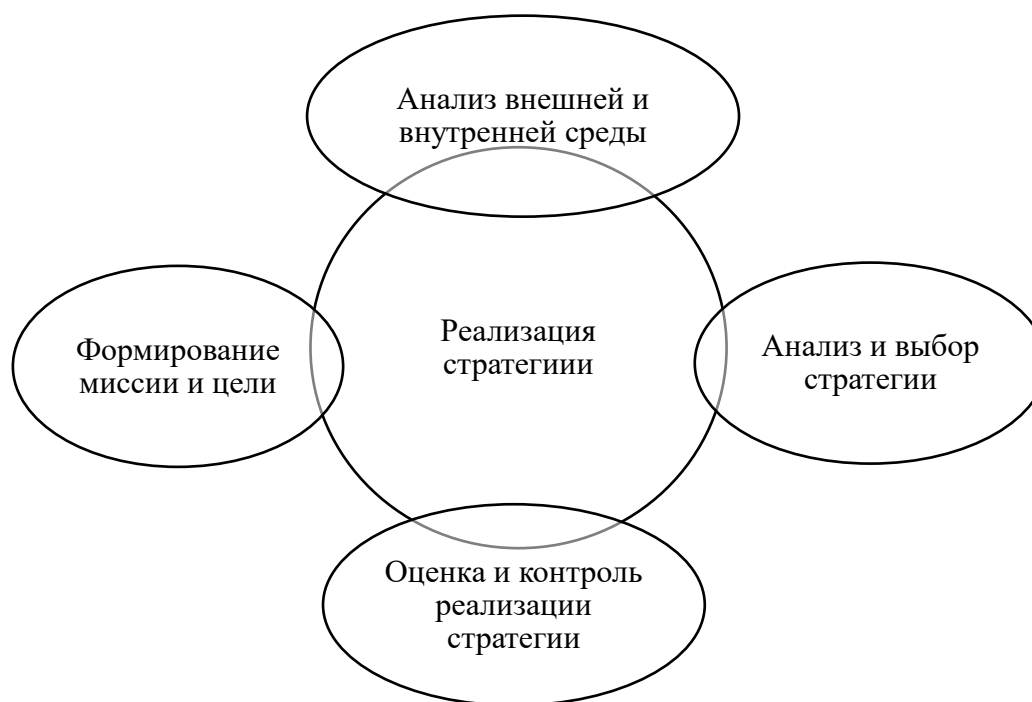 Анализ внешней и
внутренней среды
Формирование
миссии и цели
Реализация
стратегиии
Анализ и выбор
стратегии
Оценка и контроль
реализации
стратегии